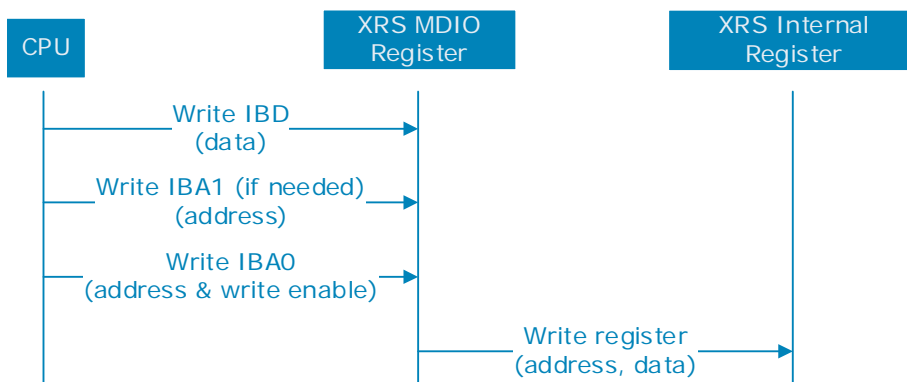 CPU
XRS MDIO
Register
XRS Internal
Register
Write IBD
(data)
Write IBA1 (if needed)
(address)
Write IBA0
(address & write enable)
Write register
(address, data)